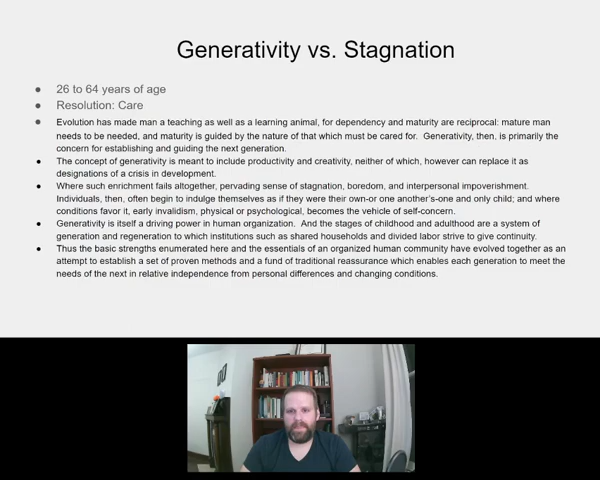 Generativity vs. Stagnation
● 26 to 64 years of age
● Resolution: Care
● Evolution has made man a teaching as well as a learning animal, for dependency and maturity are reciprocal: mature man
needs to be needed, and maturity is guided by the nature of that which must be cared for.  Generativity, then, is primarily the
concern for establishing and guiding the next generation.
● The concept of generativity is meant to include productivity and creativity, neither of which, however can replace it as
designations of a crisis in development.
● Where such enrichment fails altogether, pervading sense of stagnation, boredom, and interpersonal impoverishment.
Individuals, then, often begin to indulge themselves as if they were their own-or one another's-one and only child; and where
conditions favor it, early invalidism, physical or psychological, becomes the vehicle of self-concern.
● Generativity is itself a driving power in human organization.  And the stages of childhood and adulthood are a system of
generation and regeneration to which institutions such as shared households and divided labor strive to give continuity.
● Thus the basic strengths enumerated here and the essentials of an organized human community have evolved together as an
attempt to establish a set of proven methods and a fund of traditional reassurance which enables each generation to meet the
needs of the next in relative independence from personal differences and changing conditions.